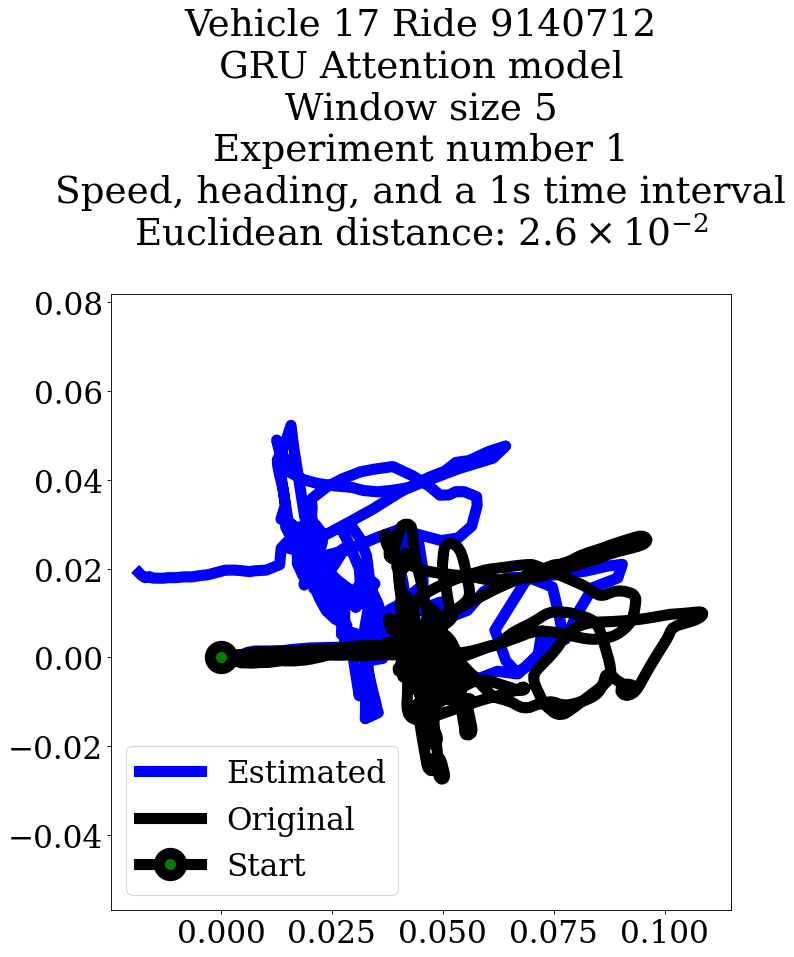 Vehicle 17 Ride 9140712
GRU Attention model
Window size 5
Experiment number 1
Speed, heading, and a 1s time interval
Euclidean distance: 2.6 × 10⁻²
0.08
0.06
0.04
0.02
0.00
−0.02
−0.04
Estimated
Original
Start
0.000 0.025 0.050 0.075 0.100